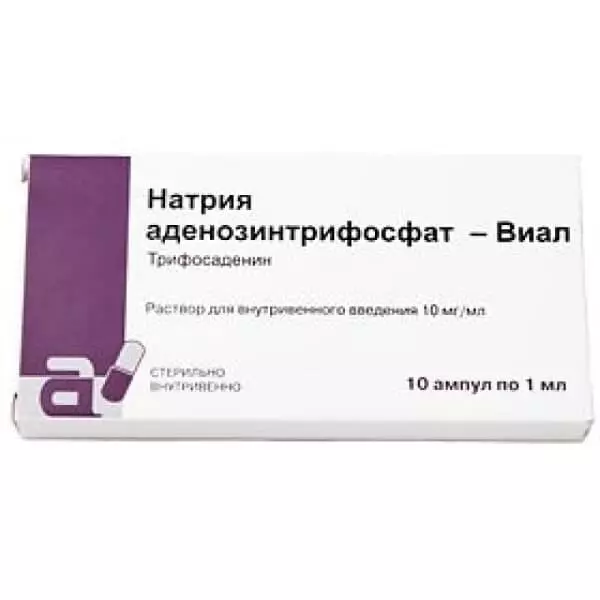 Натрия
аденозинтрифосфат – Виал
Трифосаденин
Раствор для внутривенного введения 10 мг/мл
СТЕРИЛЬНО
ВНУТРИВЕННО
10 ампул по 1 мл